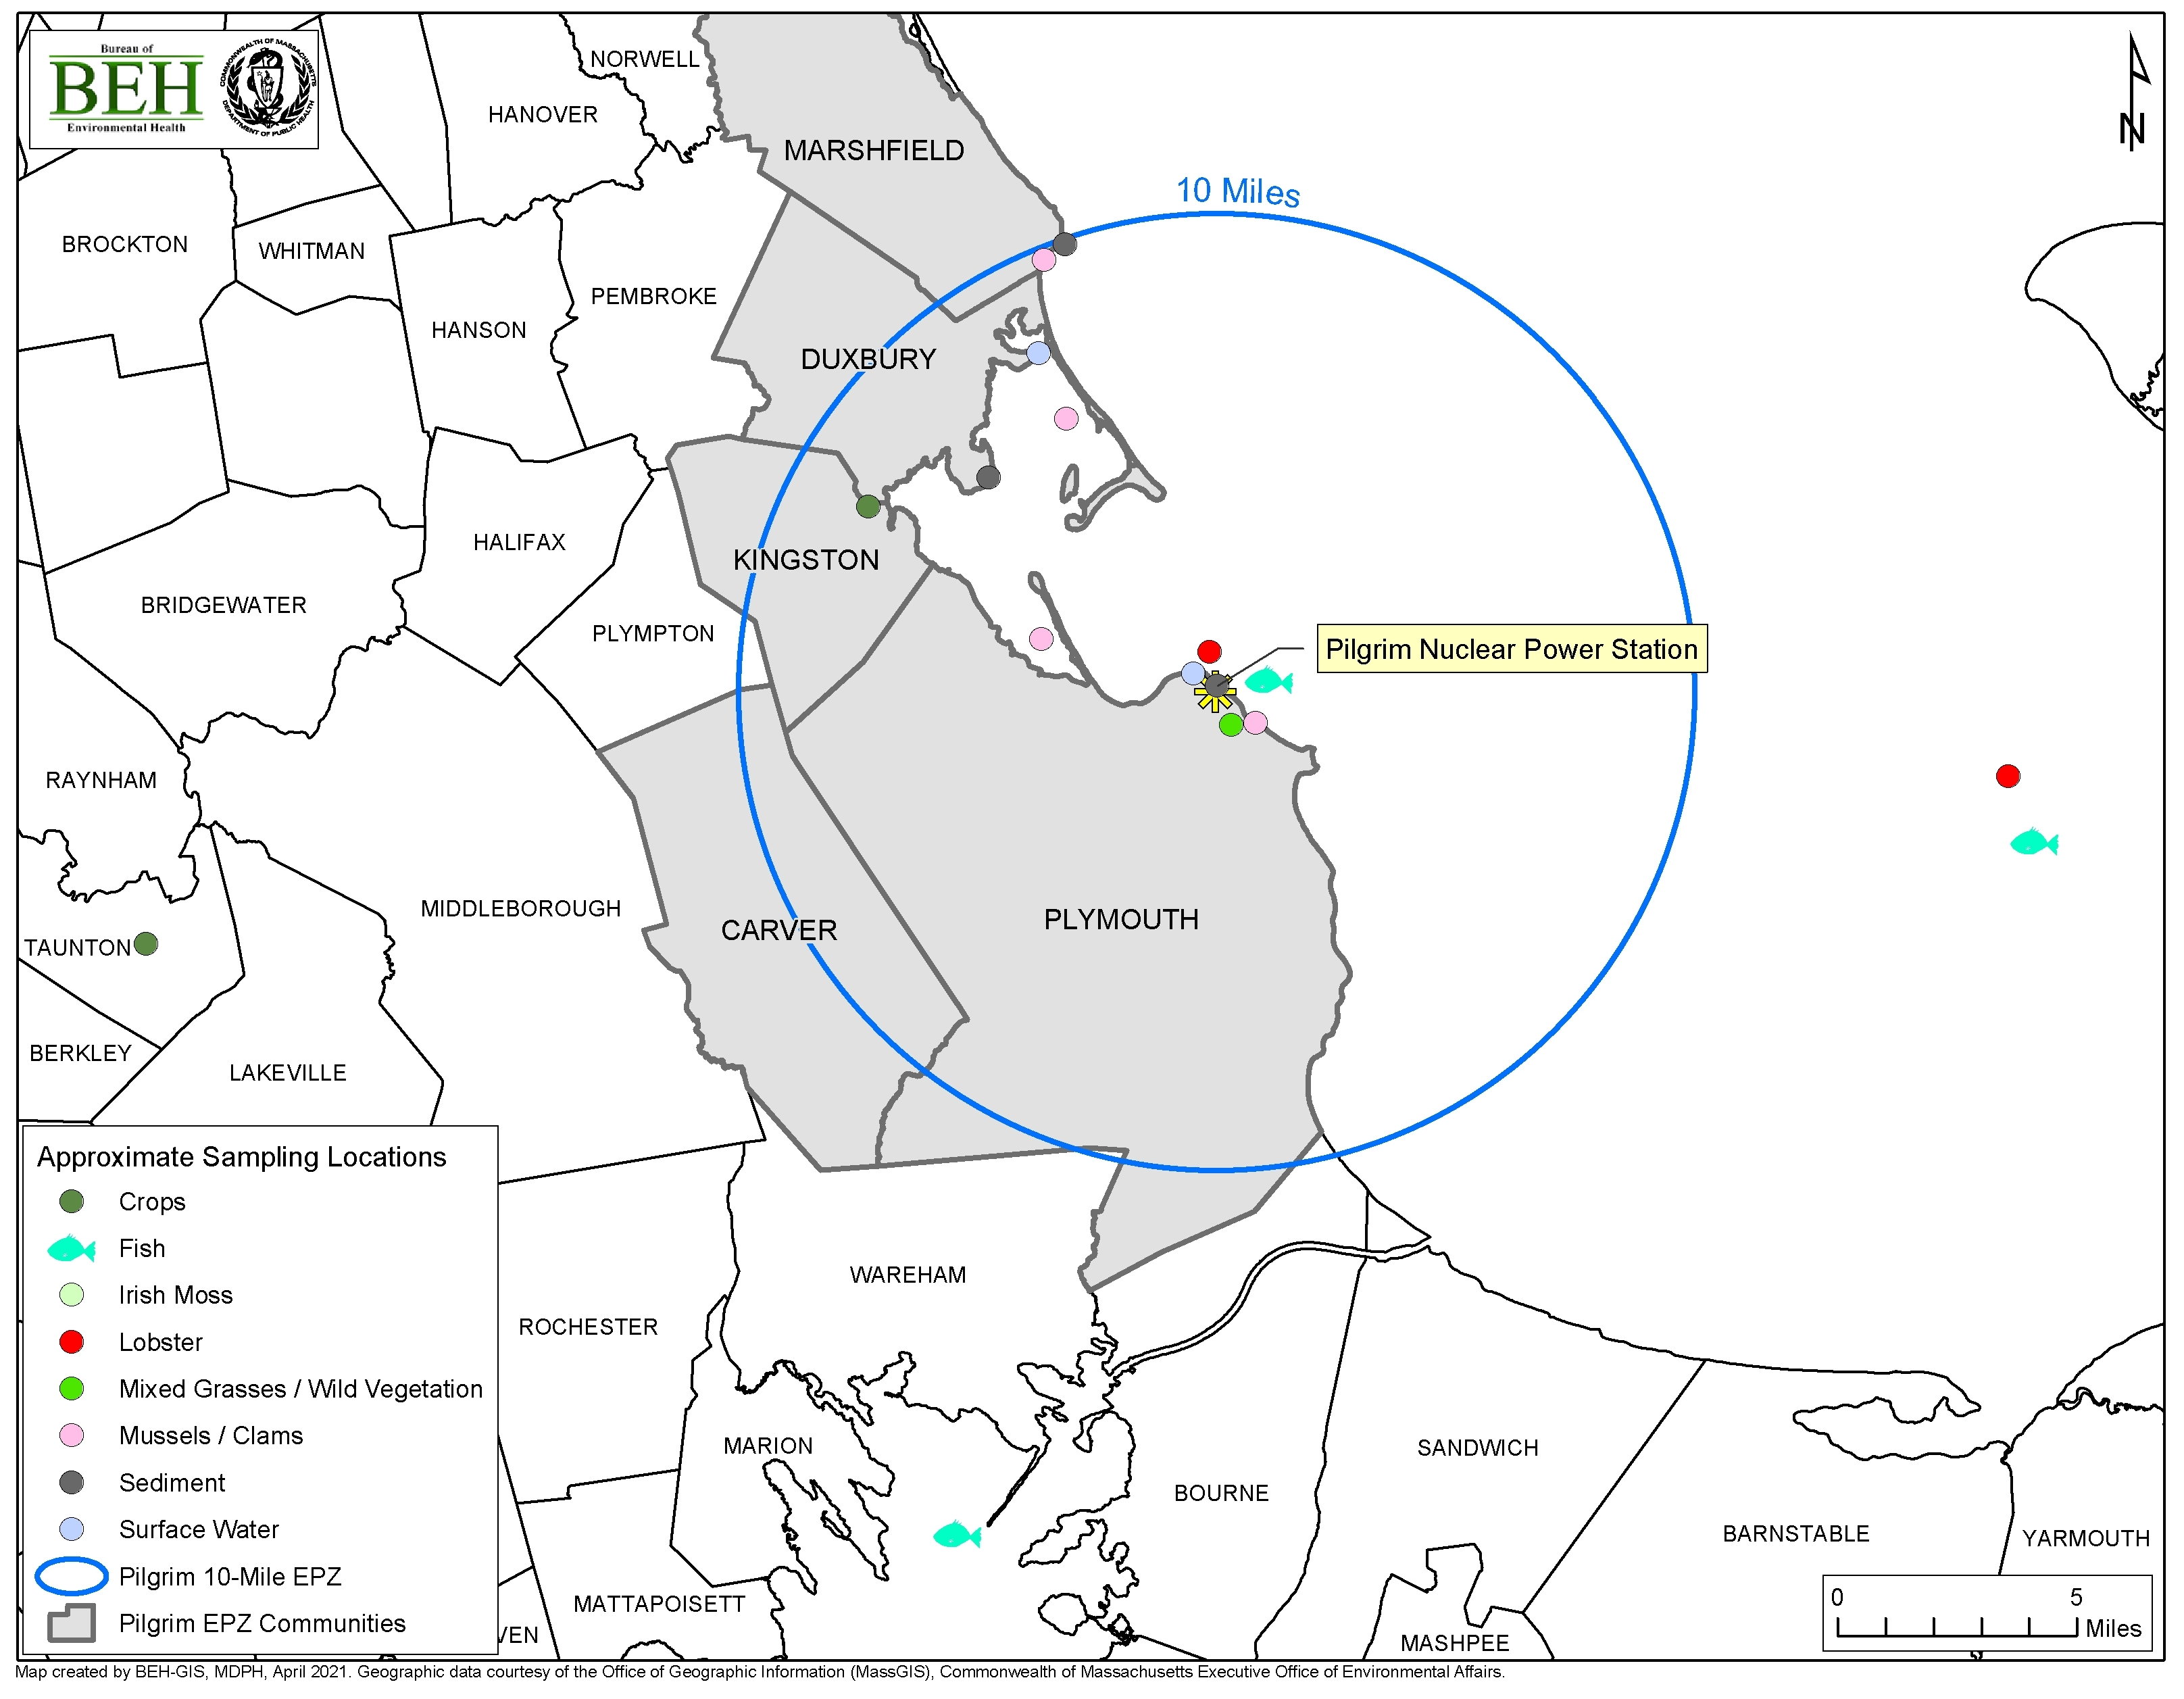 Bureau of
BEH
Environmental Health
COMMONWEALTH OF MASSACHUSETTS
DEPARTMENT OF PUBLIC HEALTH
N
NORWELL
HANOVER
MARSHFIELD
10 Miles
BROCKTON
WHITMAN
PEMBROKE
HANSON
DUXBURY
HALIFAX
KINGSTON
BRIDGEWATER
PLYMPTON
Pilgrim Nuclear Power Station
RAYNHAM
MIDDLEBOROUGH
CARVER
PLYMOUTH
TAUNTON
BERKLEY
LAKEVILLE
WAREHAM
ROCHESTER
MARION
SANDWICH
BOURNE
BARNSTABLE
YARMOUTH
MATTAPOISETT
VEN
MASHPEE
Approximate Sampling Locations
Crops
Fish
Irish Moss
Lobster
Mixed Grasses / Wild Vegetation
Mussels / Clams
Sediment
Surface Water
Pilgrim 10-Mile EPZ
Pilgrim EPZ Communities
0 5
Miles
Map created by BEH-GIS, MDPH, April 2021. Geographic data courtesy of the Office of Geographic Information (MassGIS), Commonwealth of Massachusetts Executive Office of Environmental Affairs.